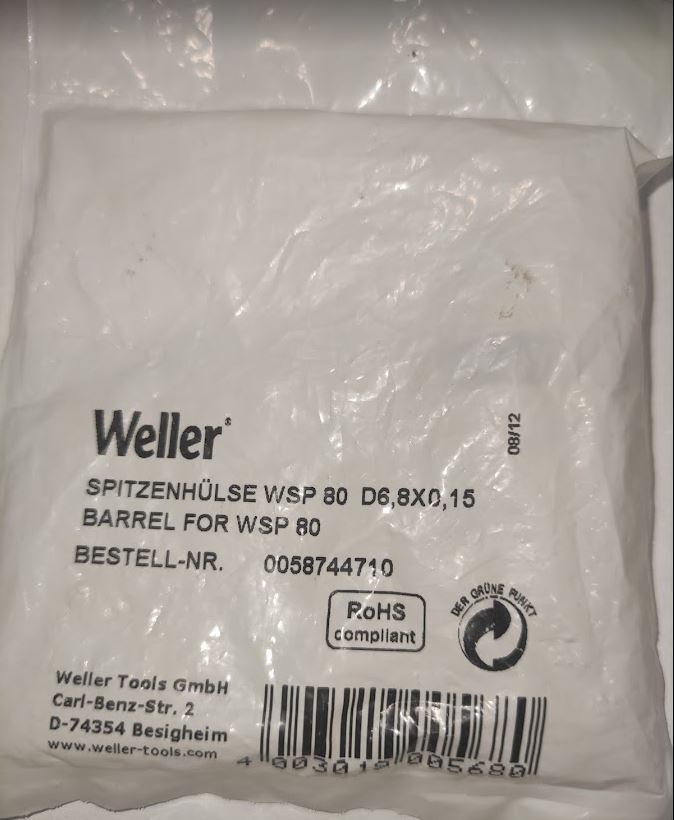 Weller®
08/12
SPITZENHÜLSE WSP 80 D6,8X0,15
BARREL FOR WSP 80
BESTELL-NR. 0058744710
RoHS
compliant
DER GRÜNE PUNKT
Weller Tools GmbH
Carl-Benz-Str. 2
D-74354 Besigheim
www.weller-tools.com
4 003019 005680